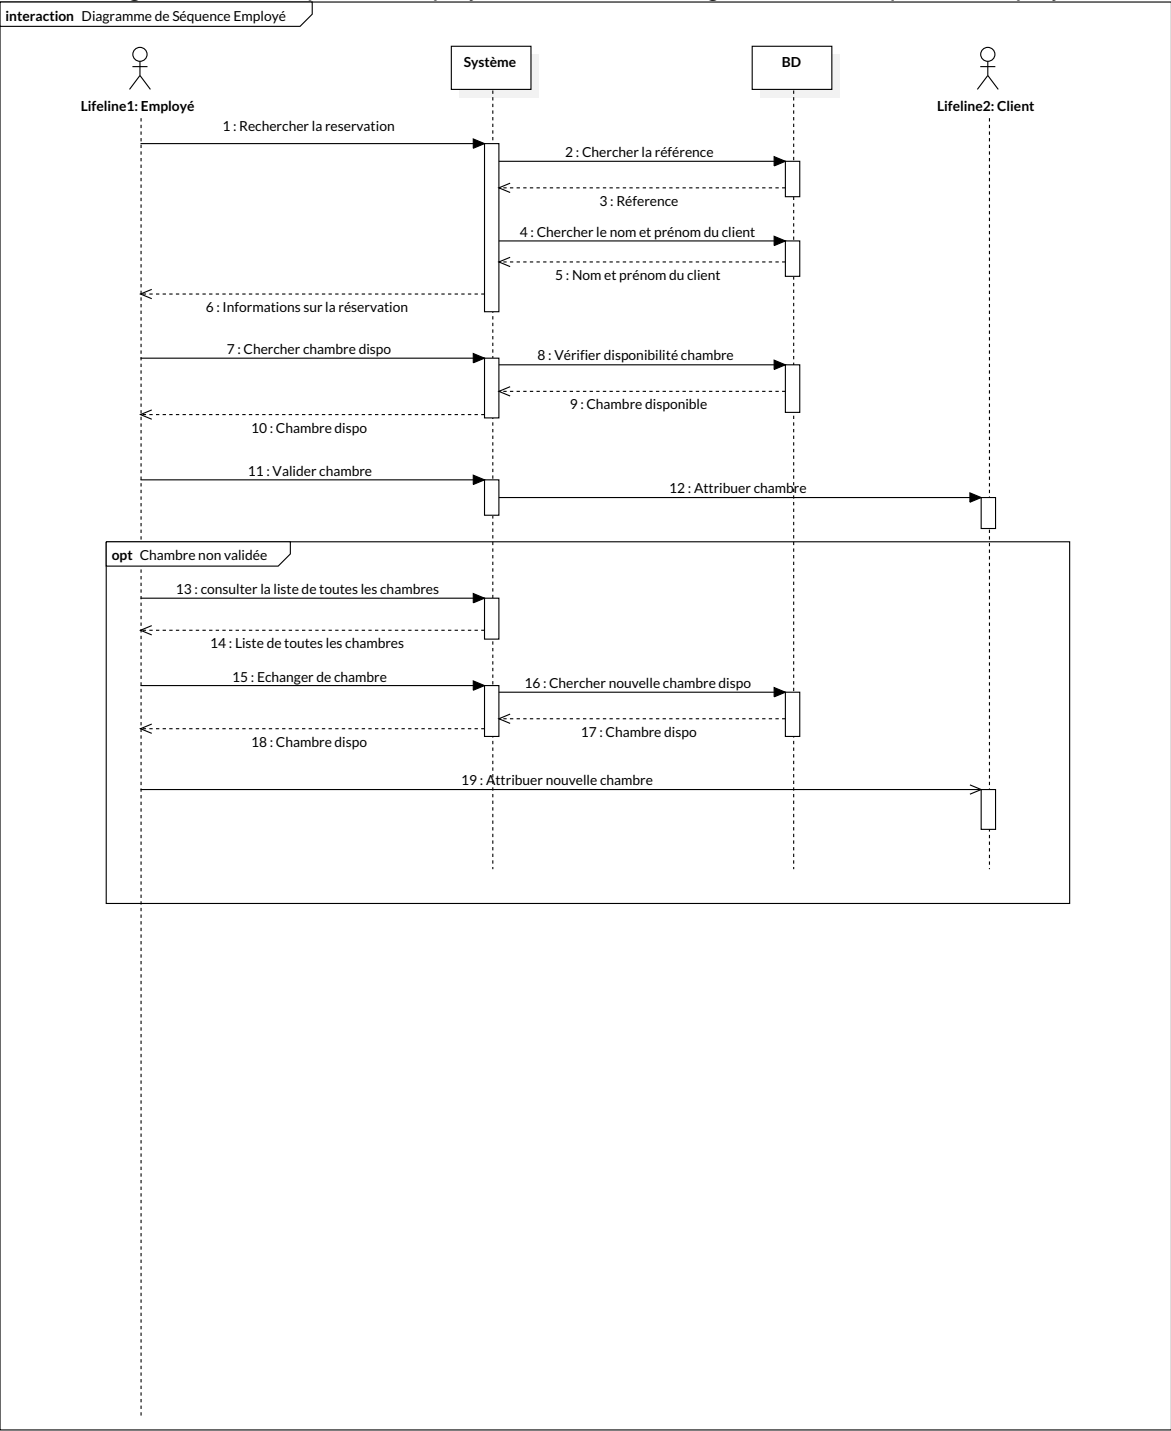 interaction Diagramme de Séquence Employé
Système
BD
Lifeline1: Employé
Lifeline2: Client
1 : Rechercher la reservation
2 : Chercher la référence
3 : Réference
4 : Chercher le nom et prénom du client
5 : Nom et prénom du client
6 : Informations sur la réservation
7 : Chercher chambre dispo
8 : Vérifier disponibilité chambre
9 : Chambre disponible
10 : Chambre dispo
11 : Valider chambre
12 : Attribuer chambre
opt Chambre non validée
13 : consulter la liste de toutes les chambres
14 : Liste de toutes les chambres
15 : Echanger de chambre
16 : Chercher nouvelle chambre dispo
17 : Chambre dispo
18 : Chambre dispo
19 : Attribuer nouvelle chambre